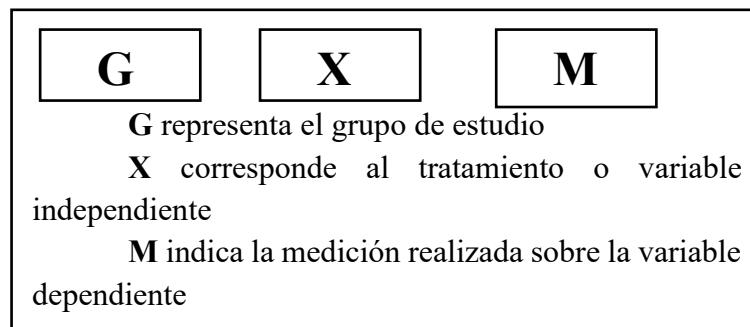 G X M
G representa el grupo de estudio
X corresponde al tratamiento o variable
independiente
M indica la medición realizada sobre la variable
dependiente